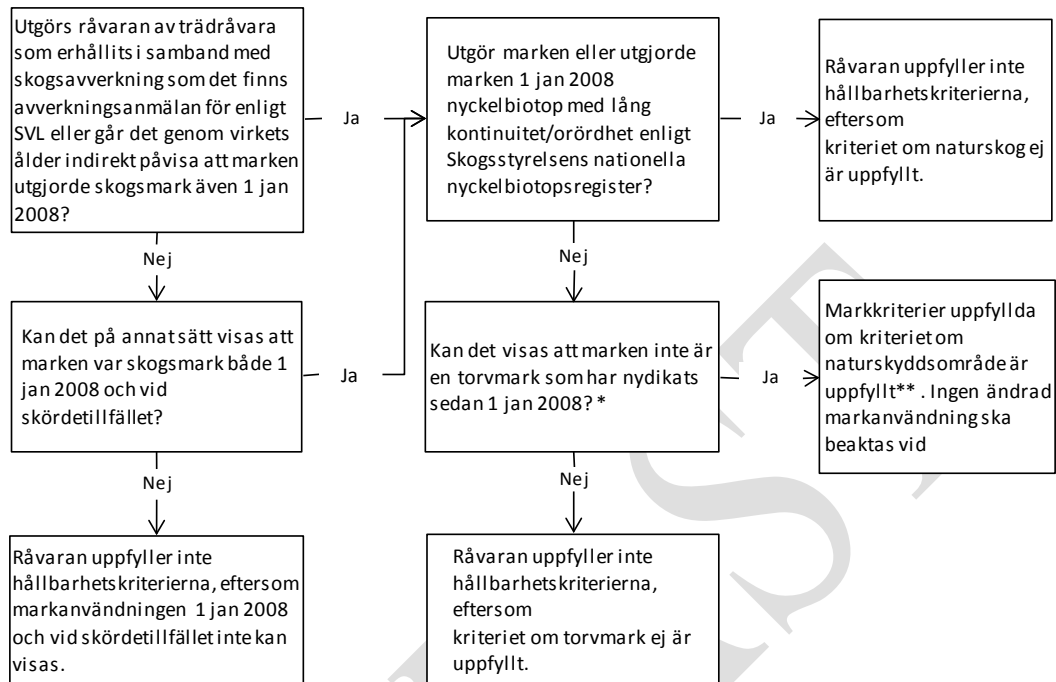 Utgörs råvaran av trädråvara
som erhållits i samband med
skogsavverkning som det finns
avverkningsanmälan för enligt
SVL eller går det genom virkets
ålder indirekt påvisa att marken
utgjorde skogsmark även 1 jan
2008?
Ja
Utgör marken eller utgjorde
marken 1 jan 2008
nyckelbiotop med lång
kontinuitet/orördhet enligt
Skogsstyrelsens nationella
nyckelbiotopsregister?
Ja
Råvaran uppfyller inte
hållbarhetskriterierna,
eftersom
kriteriet om naturskog ej
är uppfyllt.
Nej
Nej
Kan det på annat sätt visas att
marken var skogsmark både 1
jan 2008 och vid
skördetillfället?
Ja
Kan det visas att marken inte är
en torvmark som har nydikats
sedan 1 jan 2008? *
Ja
Markkriterier uppfyllda
om kriteriet om
naturskyddsområde är
uppfyllt** . Ingen ändrad
markanvändning ska
beaktas vid
Nej
Nej
Råvaran uppfyller inte
hållbarhetskriterierna, eftersom
markanvändningen 1 jan 2008
och vid skördetillfället inte kan
visas.
Råvaran uppfyller inte
hållbarhetskriterierna,
eftersom
kriteriet om torvmark ej är
uppfyllt.